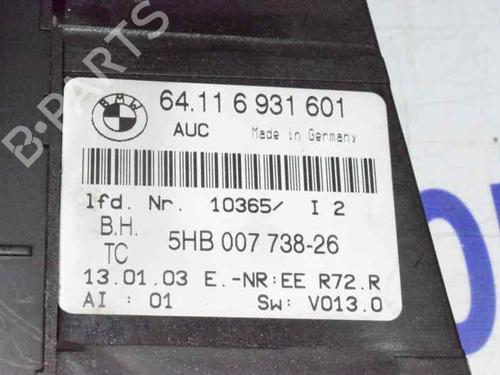 B-PARTS
BMW
64.11 6 931 601
AUC Made in Germany
lfd. Nr. 10365/ I 2
B.H.
TC 5HB 007 738-26
13.01.03 E.-NR:EE R72.R
AI : 01 SW: V013.0